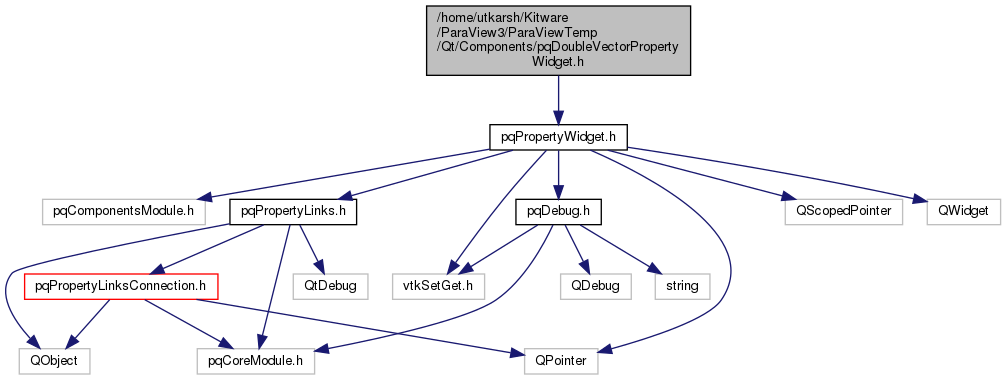 /home/utkarsh/Kitware
/ParaView3/ParaViewTemp
/Qt/Components/pqDoubleVectorProperty
Widget.h
pqPropertyWidget.h
pqComponentsModule.h
pqPropertyLinks.h
pqDebug.h
QScopedPointer
QWidget
pqPropertyLinksConnection.h
QtDebug
vtkSetGet.h
QDebug
string
QObject
pqCoreModule.h
QPointer